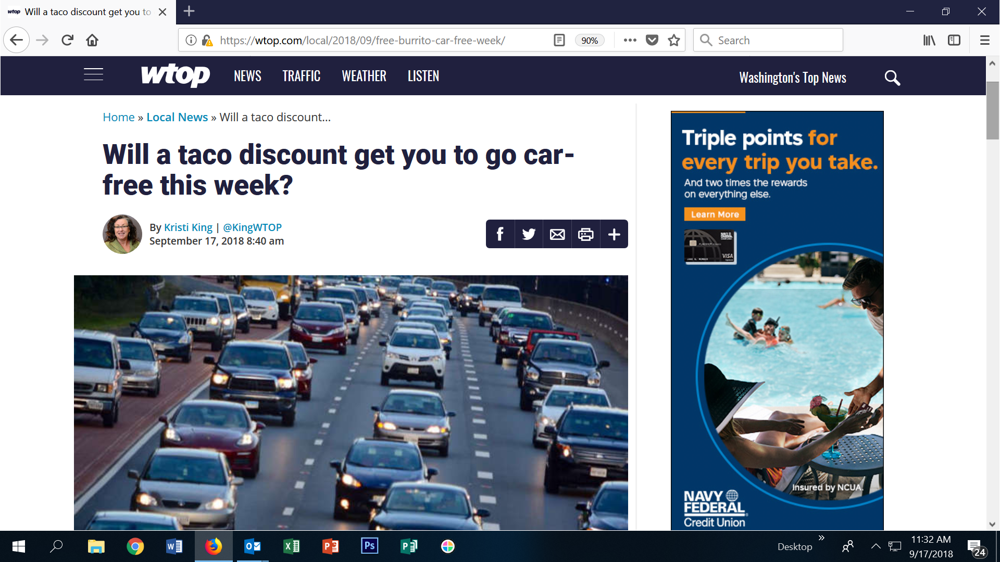 wtop Will a taco discount get you to
https://wtop.com/local/2018/09/free-burrito-car-free-week/
90%
Search
wtop
NEWS
TRAFFIC
WEATHER
LISTEN
Washington's Top News
Home » Local News » Will a taco discount...
Will a taco discount get you to go car-
free this week?
By Kristi King | @KingWTOP
September 17, 2018 8:40 am
Triple points for
every trip you take.
And two times the rewards
on everything else.
Learn More
VISA
Insured by NCUA.
NAVY
FEDERAL
Credit Union
Desktop
11:32 AM
9/17/2018
24
Ps